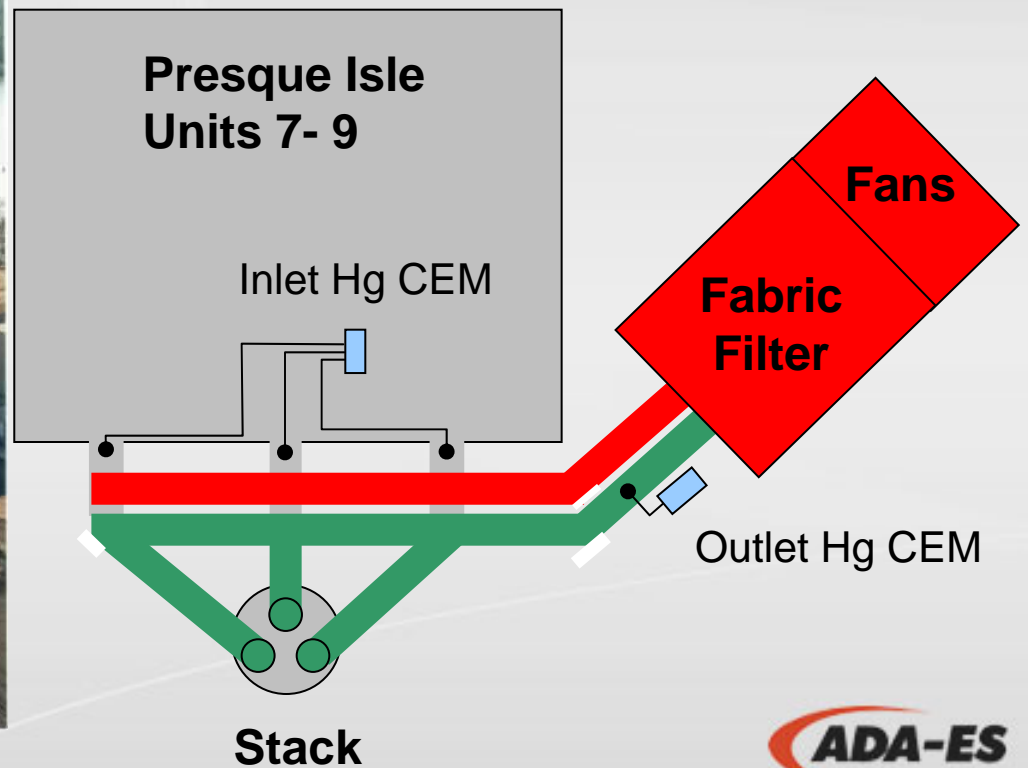 Presque Isle
Units 7- 9
Fans
Inlet Hg CEM
Fabric
Filter
Outlet Hg CEM
Stack
ADA-ES